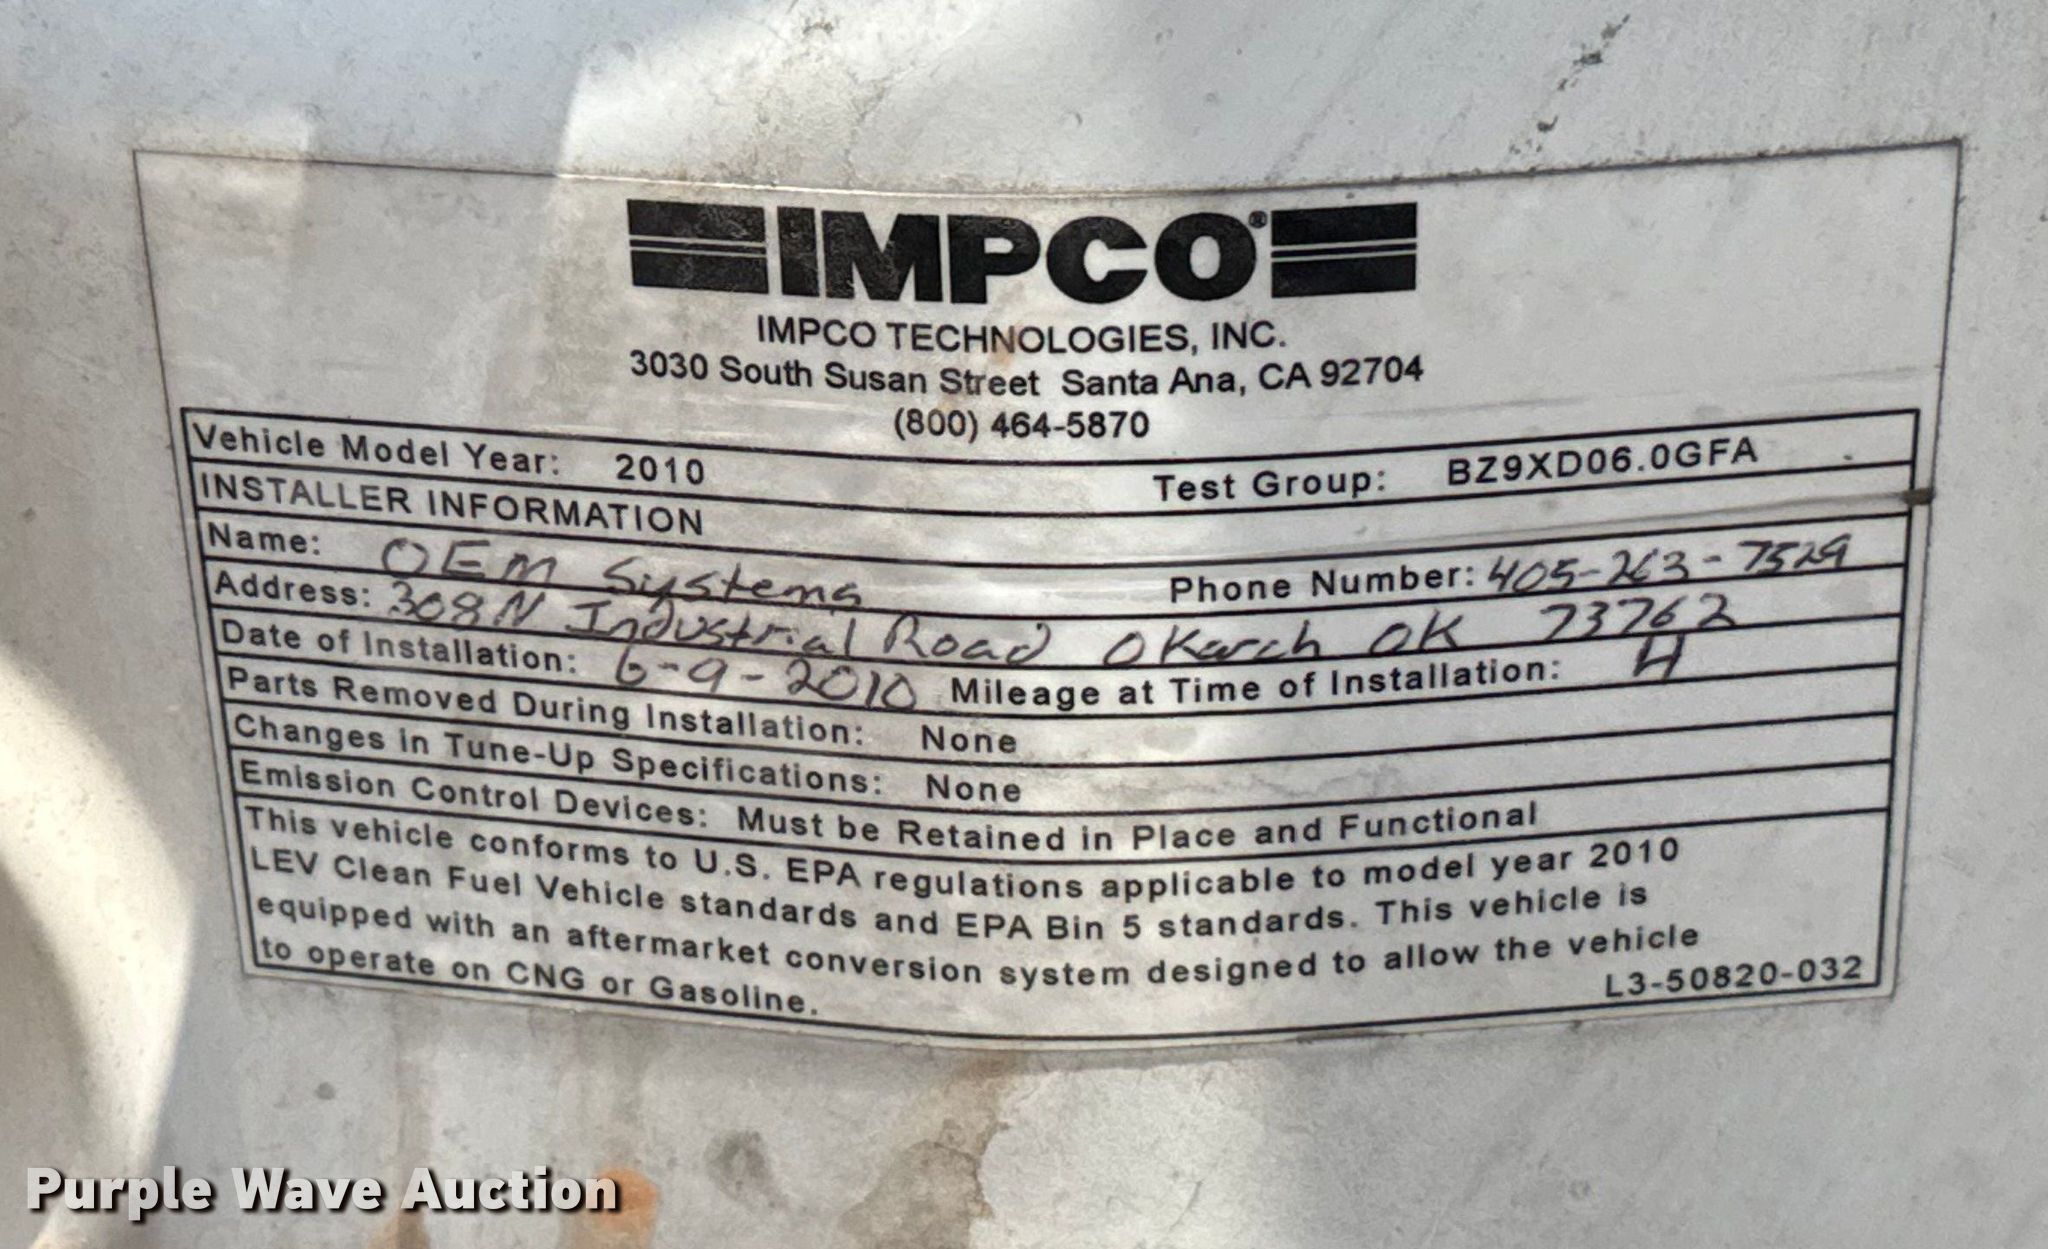 IMPCO®
IMPCO TECHNOLOGIES, INC.
3030 South Susan Street Santa Ana, CA 92704
(800) 464-5870
Vehicle Model Year: 2010 Test Group: BZ9XD06.0GFA
INSTALLER INFORMATION
Name: OEM Systems Phone Number: 405-263-7529
Address: 308 N Industrial Road Okarch OK 73762
Date of Installation: 6-9-2010 Mileage at Time of Installation: 4
Parts Removed During Installation: None
Changes in Tune-Up Specifications: None
Emission Control Devices: Must be Retained in Place and Functional
This vehicle conforms to U.S. EPA regulations applicable to model year 2010
LEV Clean Fuel Vehicle standards and EPA Bin 5 standards. This vehicle is
equipped with an aftermarket conversion system designed to allow the vehicle
to operate on CNG or Gasoline. L3-50820-032
Purple Wave Auction